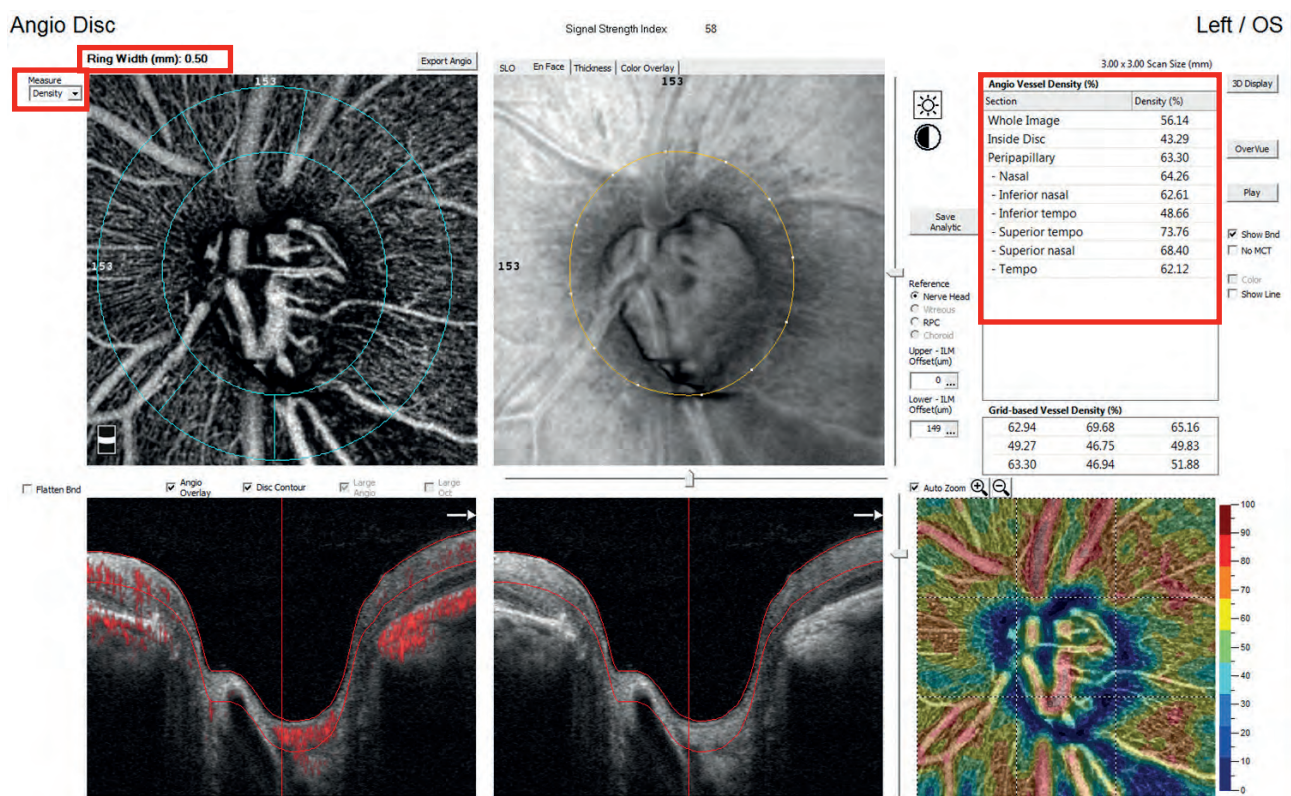 Angio Disc
Signal Strength Index 58
Left / OS
Ring Width (mm): 0.50
Export Angio
Measure
Density
153
153
SLO
En Face
Thickness
Color Overlay
153
153
Save
Analytic
Reference
Nerve Head
Vitreous
RPC
Choroid
Upper - ILM
Offset(um)
0 ...
Lower - ILM
Offset(um)
149 ...
3.00 x 3.00 Scan Size (mm)
Angio Vessel Density (%)
Section Density (%)
Whole Image 56.14
Inside Disc 43.29
Peripapillary 63.30
- Nasal 64.26
- Inferior nasal 62.61
- Inferior tempo 48.66
- Superior tempo 73.76
- Superior nasal 68.40
- Tempo 62.12
Grid-based Vessel Density (%)
62.94 69.68 65.16
49.27 46.75 49.83
63.30 46.94 51.88
3D Display
OverVue
Play
Show Bnd
No MCT
Color
Show Line
Flatten Bnd
Angio
Overlay
Disc Contour
Large
Angio
Large
Oct
Auto Zoom
100
90
80
70
60
50
40
30
20
10
0